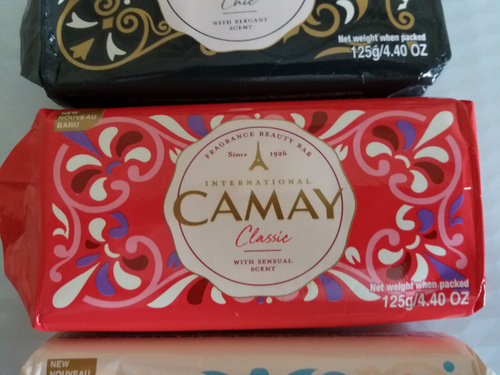 Chic
WITH ELEGANT
SCENT
Net weight when packed
125g/4.40 OZ
NEW
NOUVEAU
BARU
FRAGRANCE BEAUTY BAR
Since 1926
INTERNATIONAL
CAMAY
Classic
WITH SENSUAL
SCENT
Net weight when packed
125g/4.40 OZ
NEW
NOUVEAU